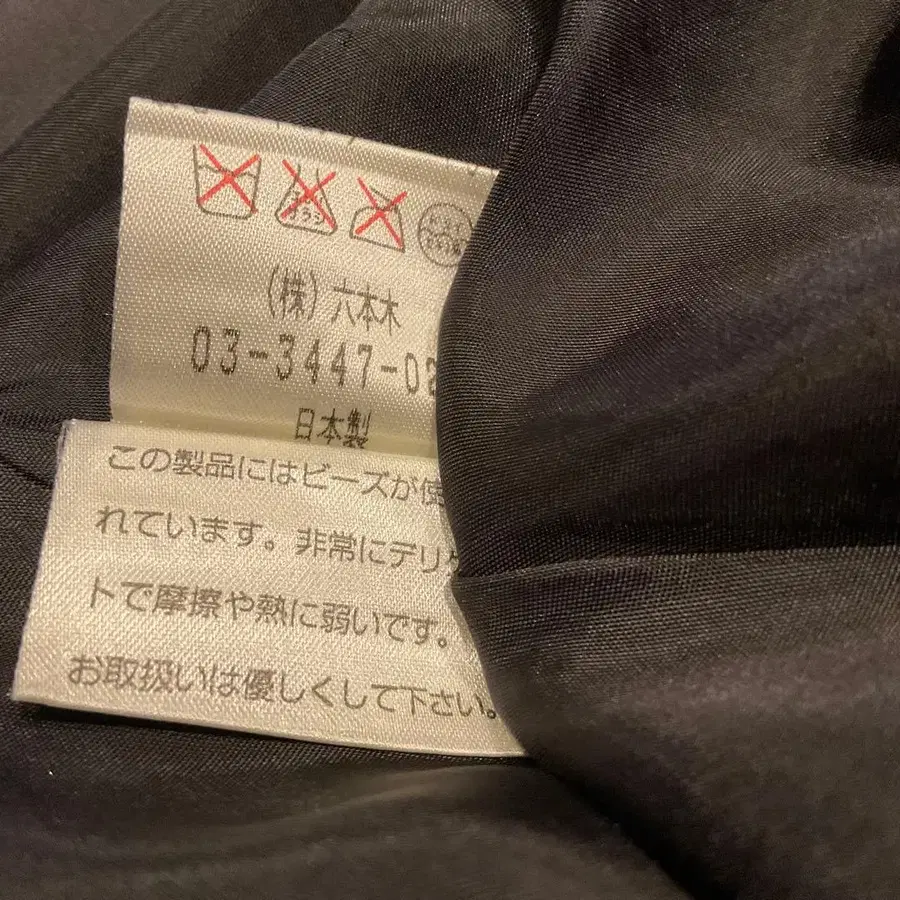 (株)六本木
03-3447-0
日本製
この製品にはビーズが使
れています。非常にデリケ
トで摩擦や熱に弱いです。
お取扱いは優しくして下さい。